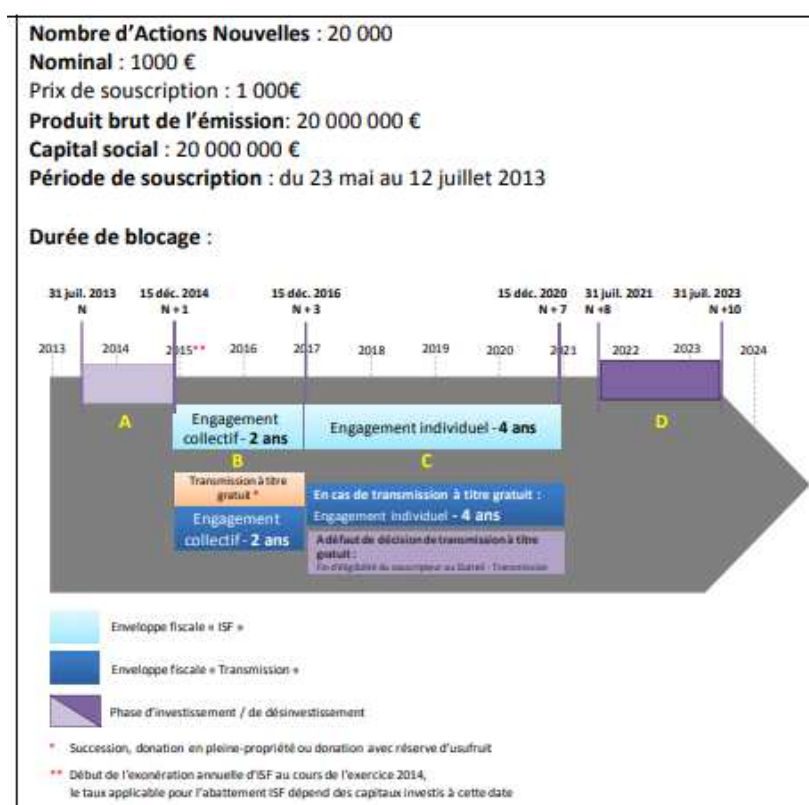 Nombre d'Actions Nouvelles : 20 000
Nominal : 1000 €
Prix de souscription : 1 000€
Produit brut de l'émission: 20 000 000 €
Capital social : 20 000 000 €
Période de souscription : du 23 mai au 12 juillet 2013
Durée de blocage :
31 juil. 2013 15 déc. 2014 15 déc. 2016 15 déc. 2020 31 juil. 2021 31 juil. 2023
N N + 1 N + 3 N + 7 N +8 N +10
2013 2014 2015** 2016 2017 2018 2019 2020 2021 2022 2023 2024
A
Engagement
collectif - 2 ans
Engagement individuel - 4 ans
D
B
C
Transmission à titre
gratuit *
Engagement
collectif - 2 ans
En cas de transmission à titre gratuit :
Engagement individuel - 4 ans
A défaut de décision de transmission à titre
gratuit :
Fin d'éligibilité du souscripteur au Dutreil - Transmission
Enveloppe fiscale « ISF »
Enveloppe fiscale « Transmission »
Phase d'investissement / de désinvestissement
* Succession, donation en pleine-propriété ou donation avec réserve d'usufruit
** Début de l'exonération annuelle d'ISF au cours de l'exercice 2014,
le taux applicable pour l'abattement ISF dépend des capitaux investis à cette date